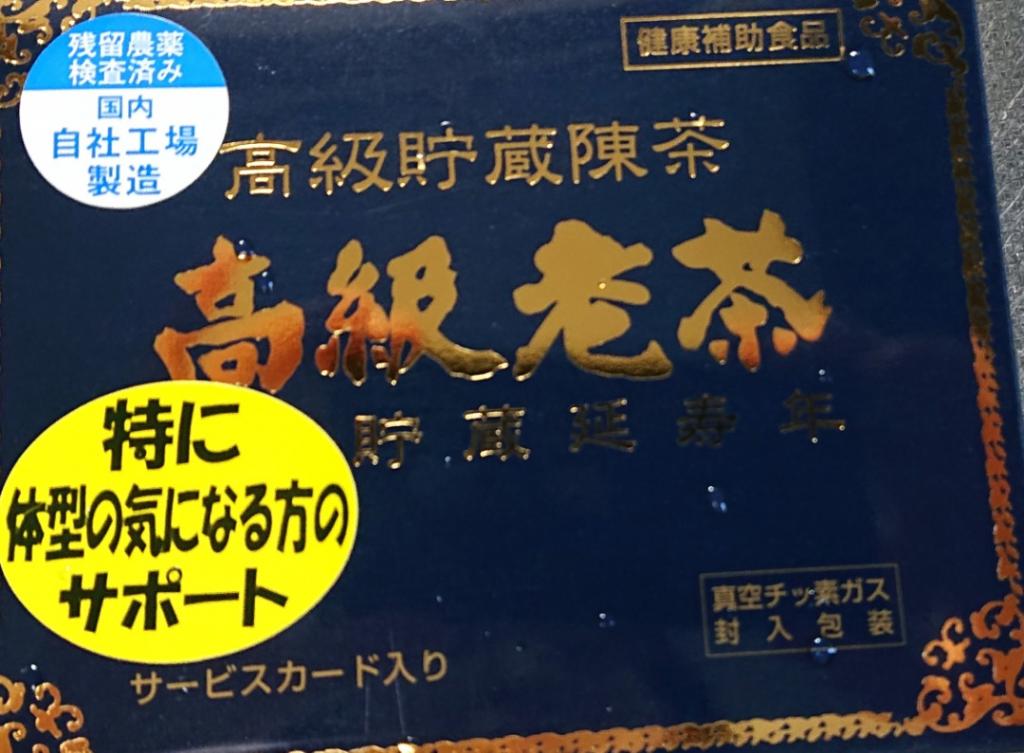 残留農薬
検査済み
国内
自社工場
製造
健康補助食品
高級貯蔵陳茶
高級老茶
貯蔵延寿年
特に
体型の気になる方の
サポート
真空チッ素ガス
封入包装
サービスカード入り